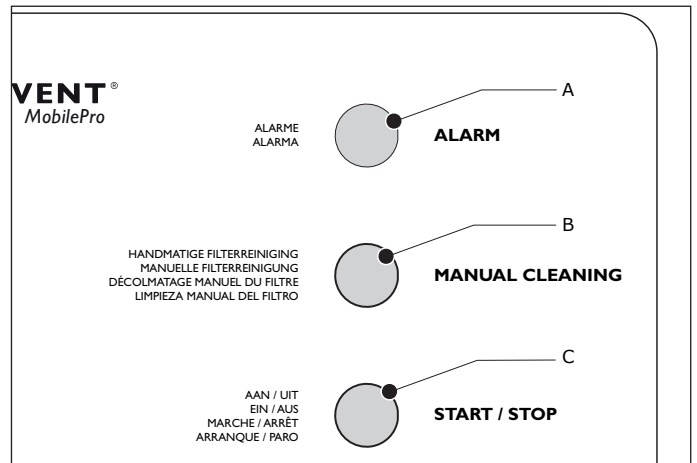 VENT®
MobilePro
A
ALARME
ALARMA
ALARM
B
HANDMATIGE FILTERREINIGING
MANUELLE FILTERREINIGUNG
DÉCOLMATAGE MANUEL DU FILTRE
LIMPIEZA MANUAL DEL FILTRO
MANUAL CLEANING
C
AAN / UIT
EIN / AUS
MARCHE / ARRÊT
ARRANQUE / PARO
START / STOP